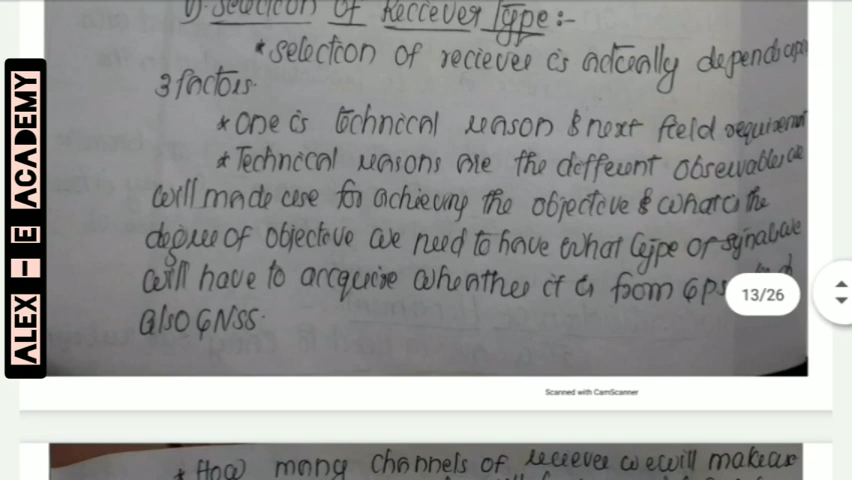 1) Selection of Reciever Type :-
* selection of reciever is actually depends upon
3 factors.
* One is technical reason & next field requirement
* Technical reasons are the different observables we
will made use for achieving the objective & what is the
degree of objective we need to have what type of signal we
will have to arcquire wheather it is from GPS
also GNSS.
13/26
Scanned with CamScanner
* How many channels of reciever we will make use
ALEX - E ACADEMY